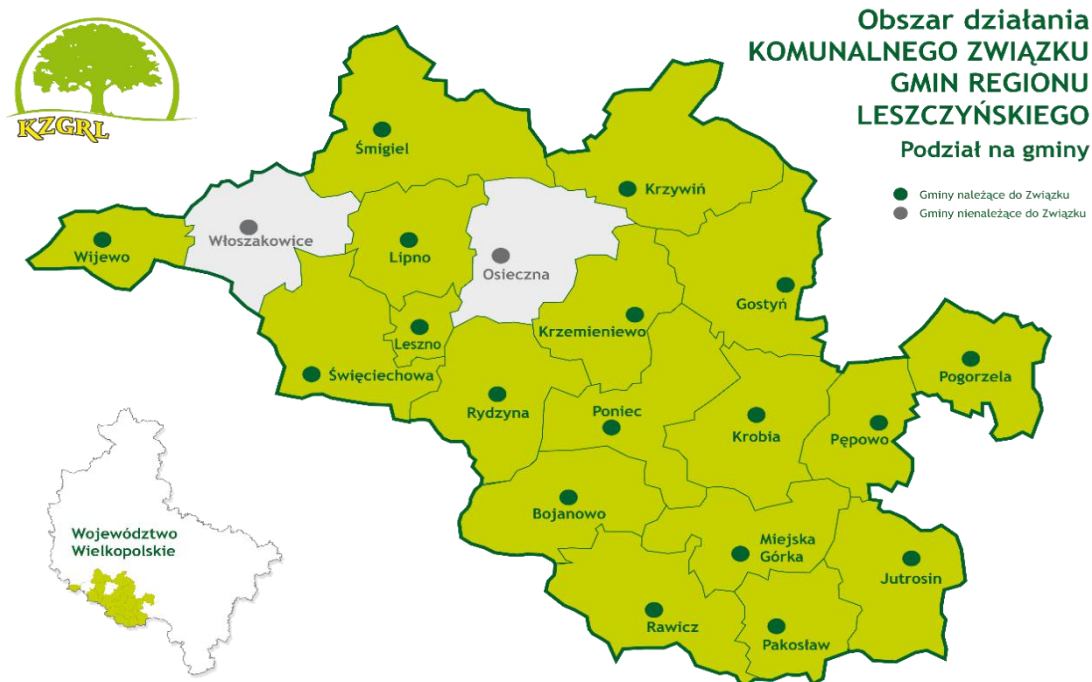 Obszar działania
KOMUNALNEGO ZWIĄZKU
GMIN REGIONU
LESZCZYŃSKIEGO
Podział na gminy
Gminy należące do Związku
Gminy nienależące do Związku
KZGRL
Śmigiel
Krzywiń
Włoszakowice
Wijewo
Lipno
Osieczna
Gostyń
Krzemieniewo
Leszno
Święciechowa
Pogorzela
Rydzyna
Poniec
Krobia
Pępowo
Bojanowo
Miejska
Górka
Jutrosin
Rawicz
Pakosław
Województwo
Wielkopolskie